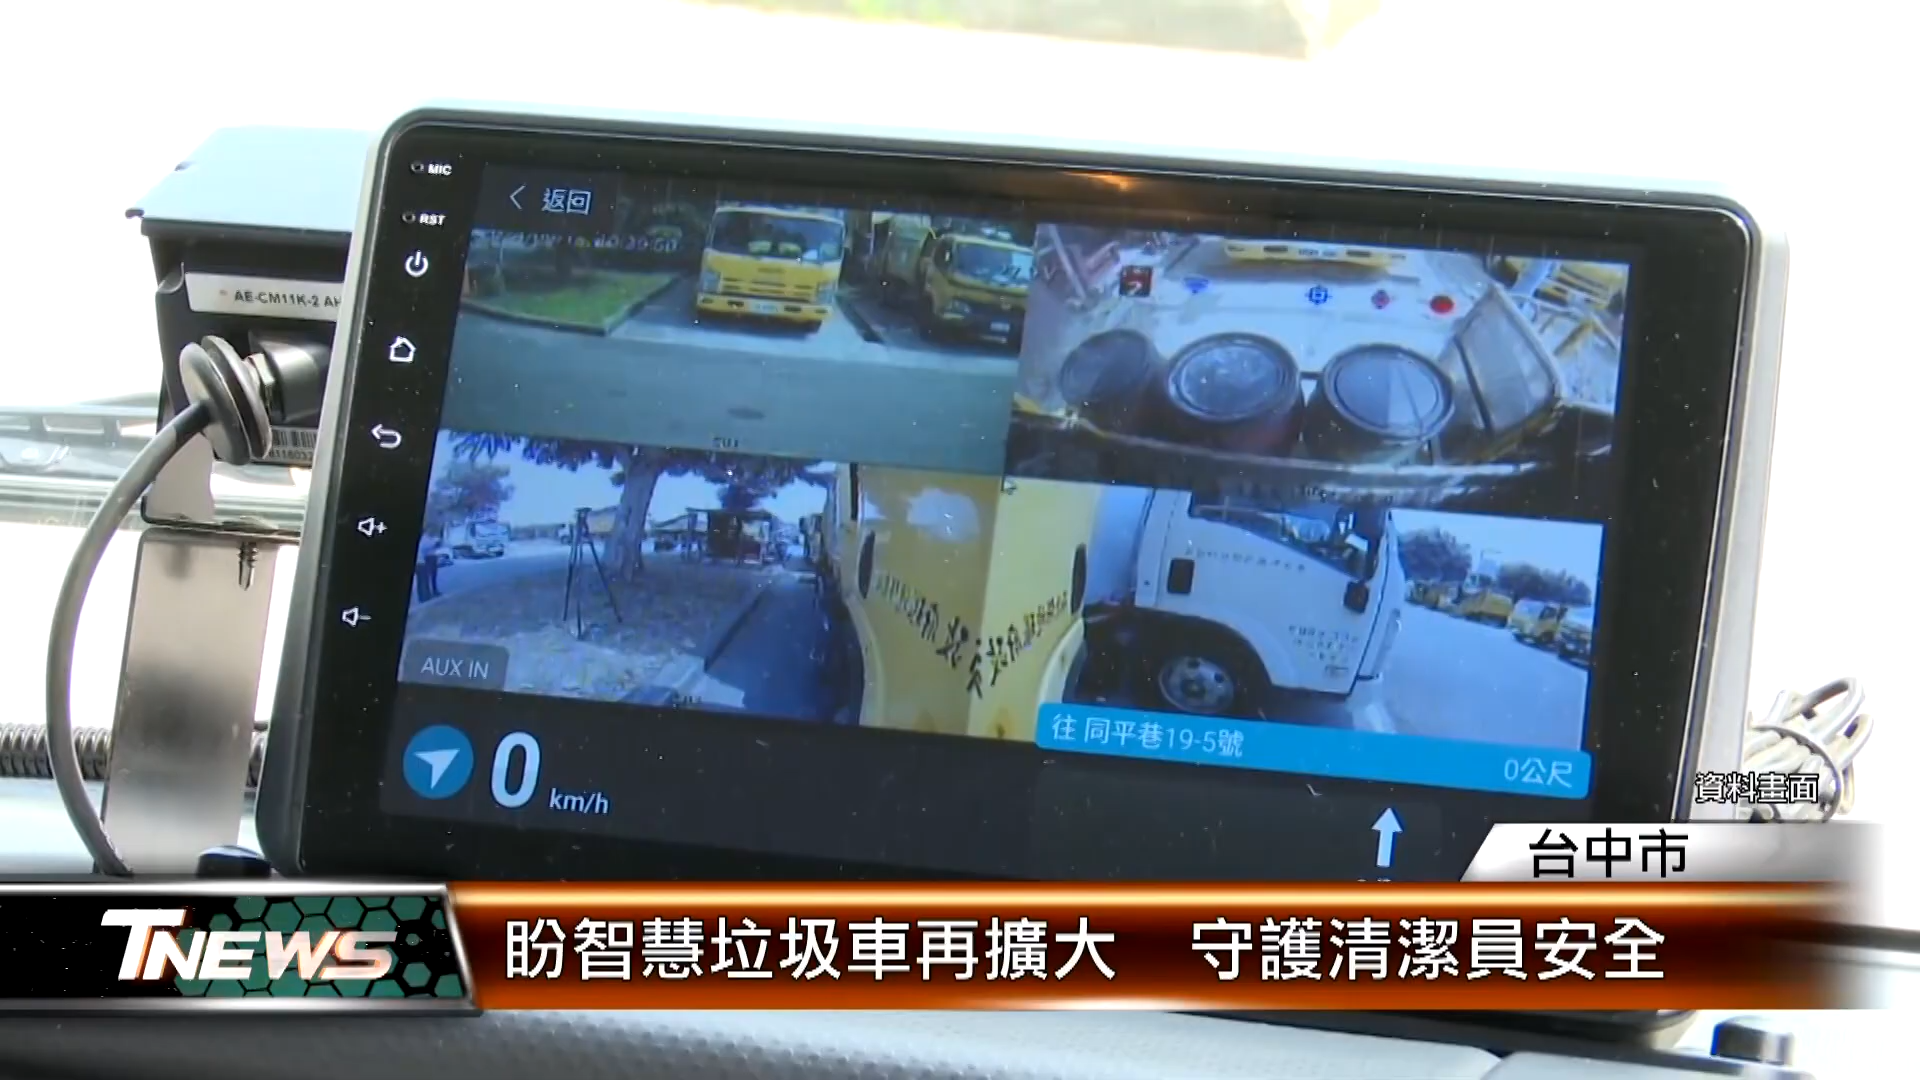 MIC
RST
返回
AE-CM11K-2
AUX IN
0 km/h
往 同平巷19-5號
0公尺
資料畫面
台中市
TNEWS
盼智慧垃圾車再擴大 守護清潔員安全